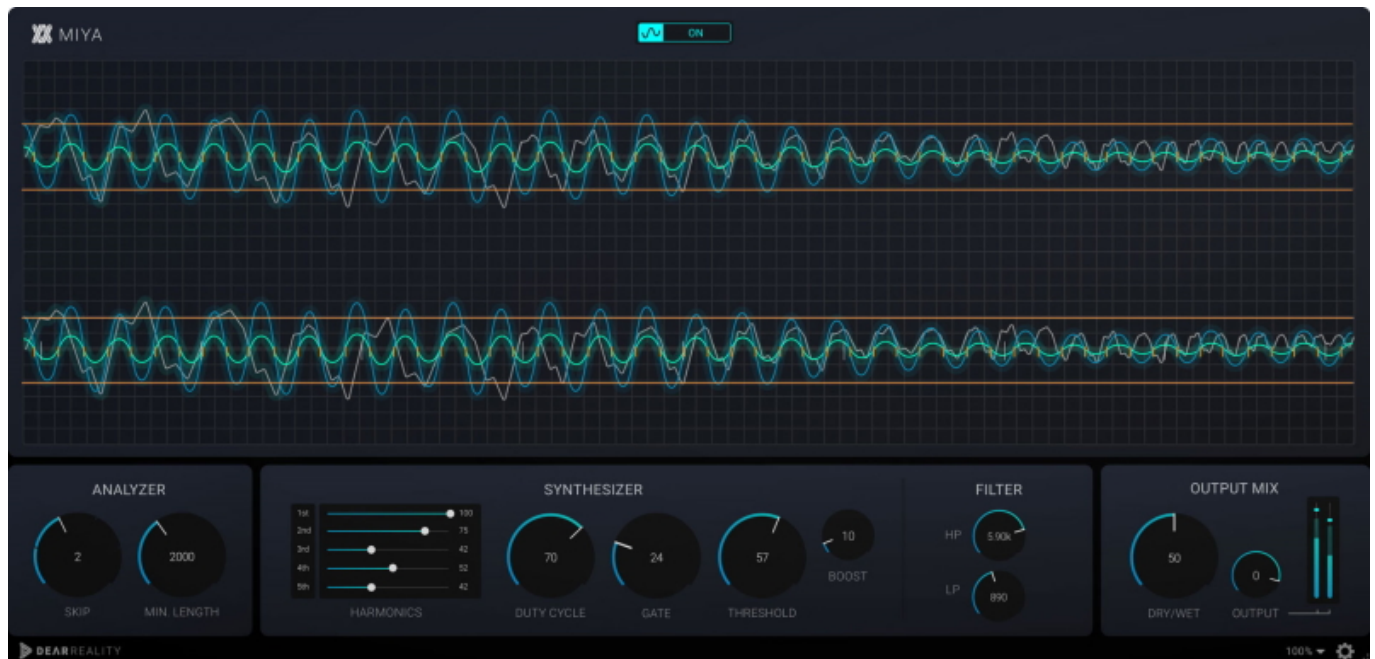 MIYA
ON
ANALYZER
2
SKIP
2000
MIN. LENGTH
SYNTHESIZER
1st 100
2nd 75
3rd 42
4th 52
5th 42
HARMONICS
70
DUTY CYCLE
24
GATE
57
THRESHOLD
10
BOOST
FILTER
HP 5.90k
LP 890
OUTPUT MIX
50
DRY/WET
0
OUTPUT
DEARREALITY
100%